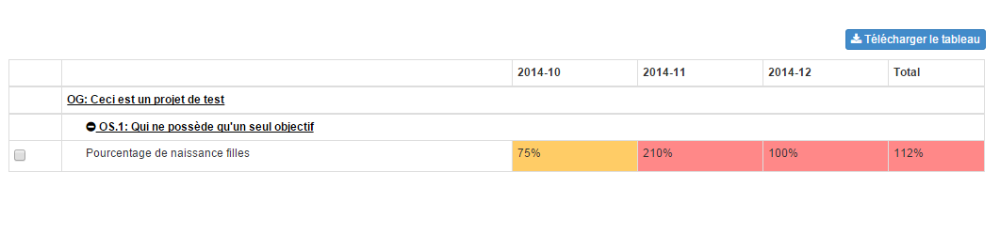 Télécharger le tableau
2014-10 2014-11 2014-12 Total
OG: Ceci est un projet de test
OS.1: Qui ne possède qu'un seul objectif
Pourcentage de naissance filles 75% 210% 100% 112%